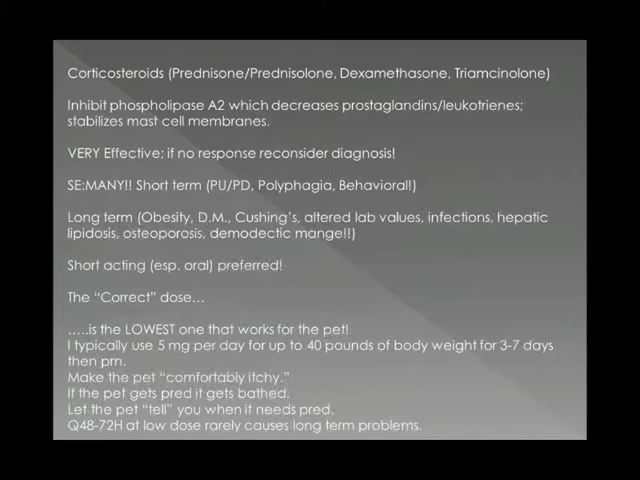 Corticosteroids (Prednisone/Prednisolone, Dexamethasone, Triamcinolone)
Inhibit phospholipase A2 which decreases prostaglandins/leukotrienes;
stabilizes mast cell membranes.
VERY Effective; if no response reconsider diagnosis!
SE:MANY!! Short term (PU/PD, Polyphagia, Behavioral!)
Long term (Obesity, D.M., Cushing's, altered lab values, infections, hepatic
lipidosis, osteoporosis, demodectic mange!!)
Short acting (esp. oral) preferred!
The "Correct" dose…
…..is the LOWEST one that works for the pet!
I typically use 5 mg per day for up to 40 pounds of body weight for 3-7 days
then prn.
Make the pet "comfortably itchy."
If the pet gets pred it gets bathed.
Let the pet "tell" you when it needs pred.
Q48-72H at low dose rarely causes long term problems.